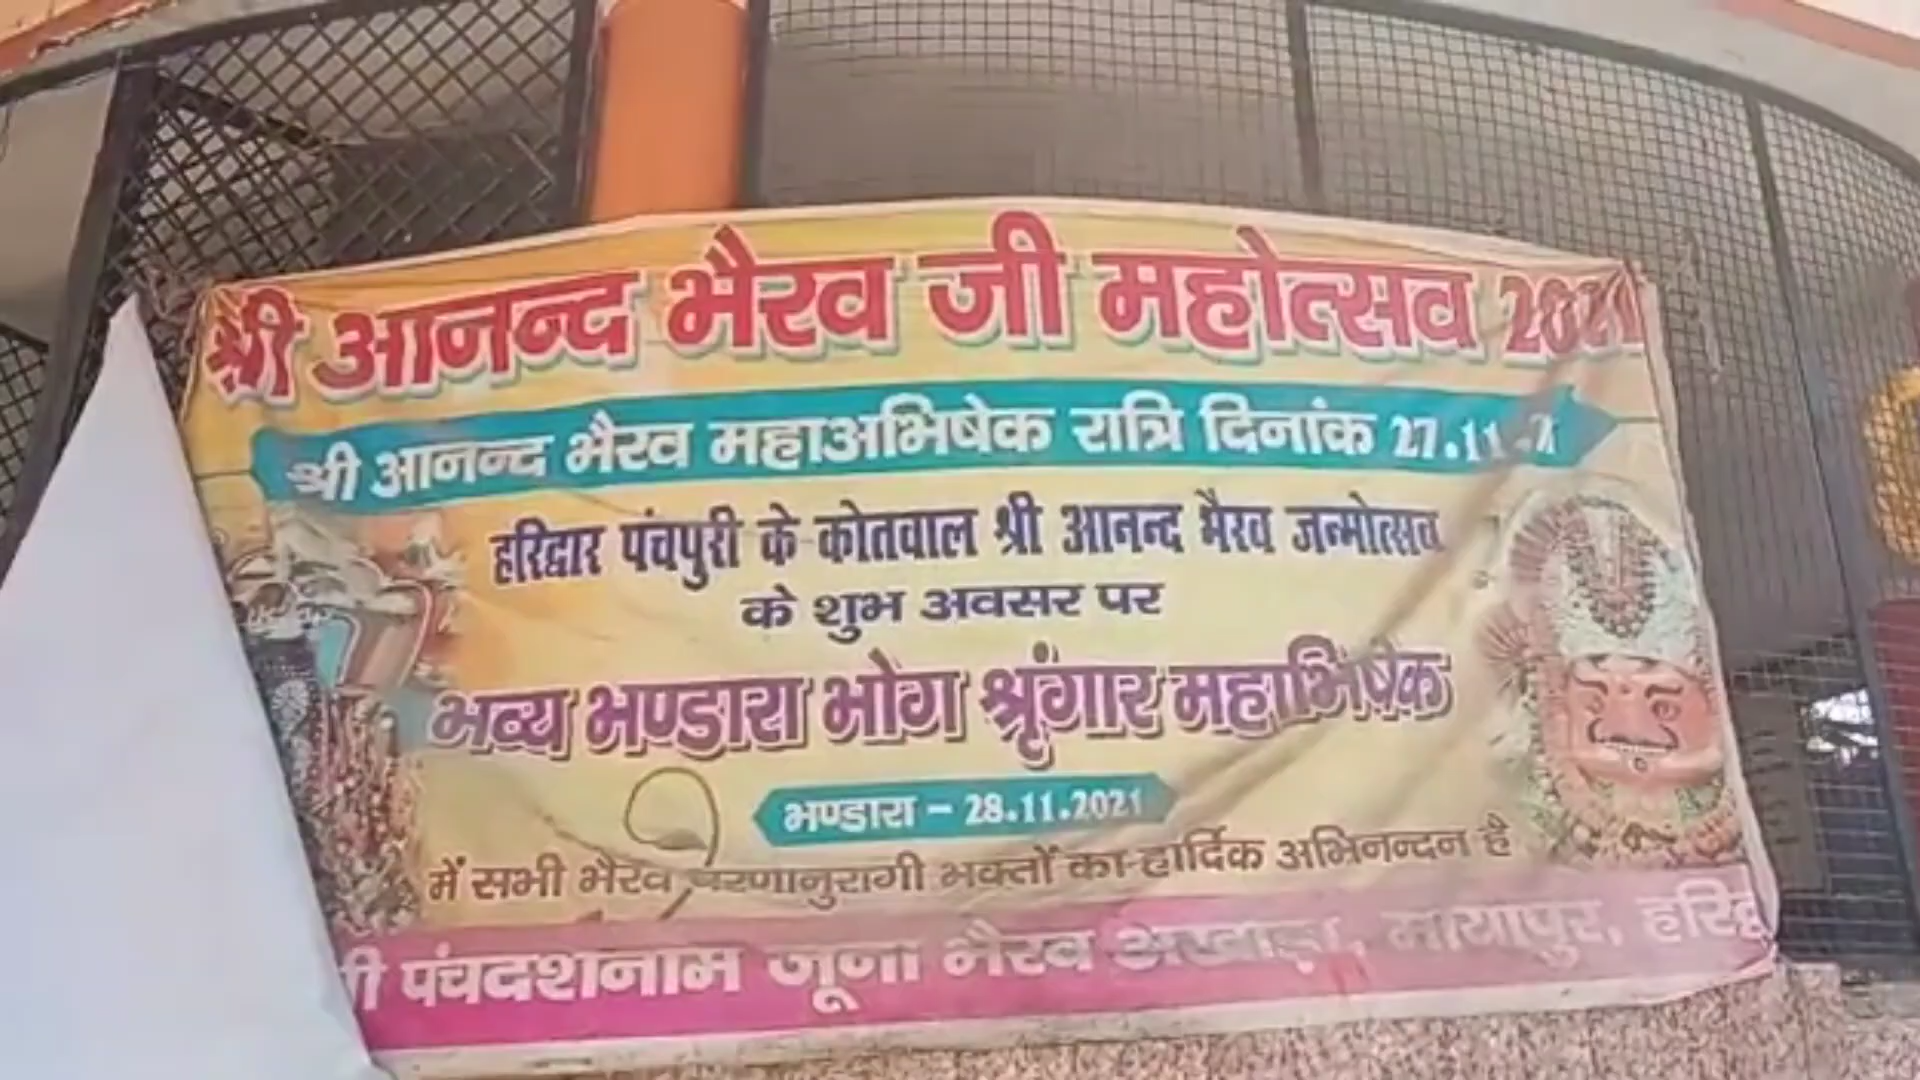 श्री आनन्द भैरव जी महोत्सव 2021
श्री आनन्द भैरव महाअभिषेक रात्रि दिनांक 27.11
हरिद्वार पंचपुरी के कोतवाल श्री आनन्द भैरव जन्मोत्सव
के शुभ अवसर पर
भव्य भण्डारा भोग श्रृंगार महाभिषेक
भण्डारा - 28.11.2021
में सभी भैरव चरणानुरागी भक्तों का हार्दिक अभिनन्दन है
पंचदशनाम जूना भैरव अखाड़ा, मायापुर,